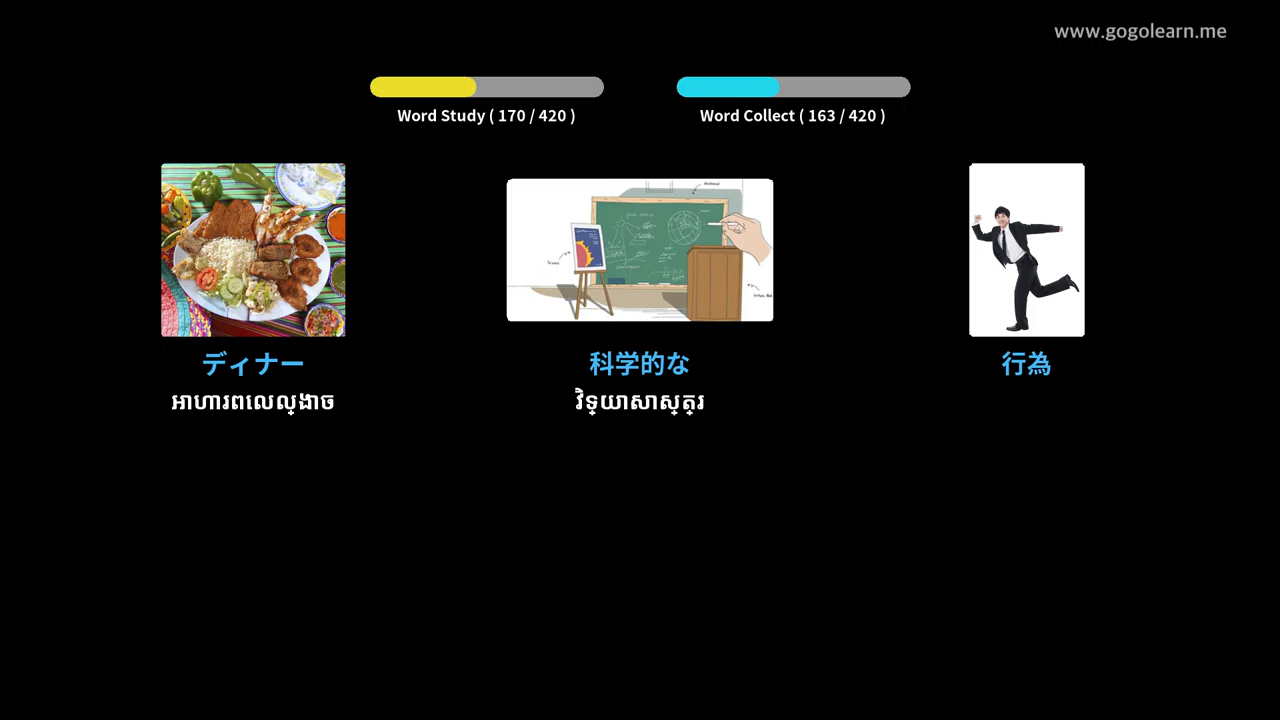 www.gogolearn.me
Word Study ( 170 / 420 )
Word Collect ( 163 / 420 )
ディナー
អាហារពេលល្ងាច
科学的な
វិទ្យាសាស្ត្រ
行為